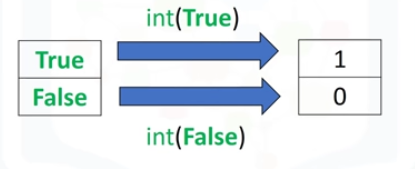 int(True)
True
1
False
0
int(False)